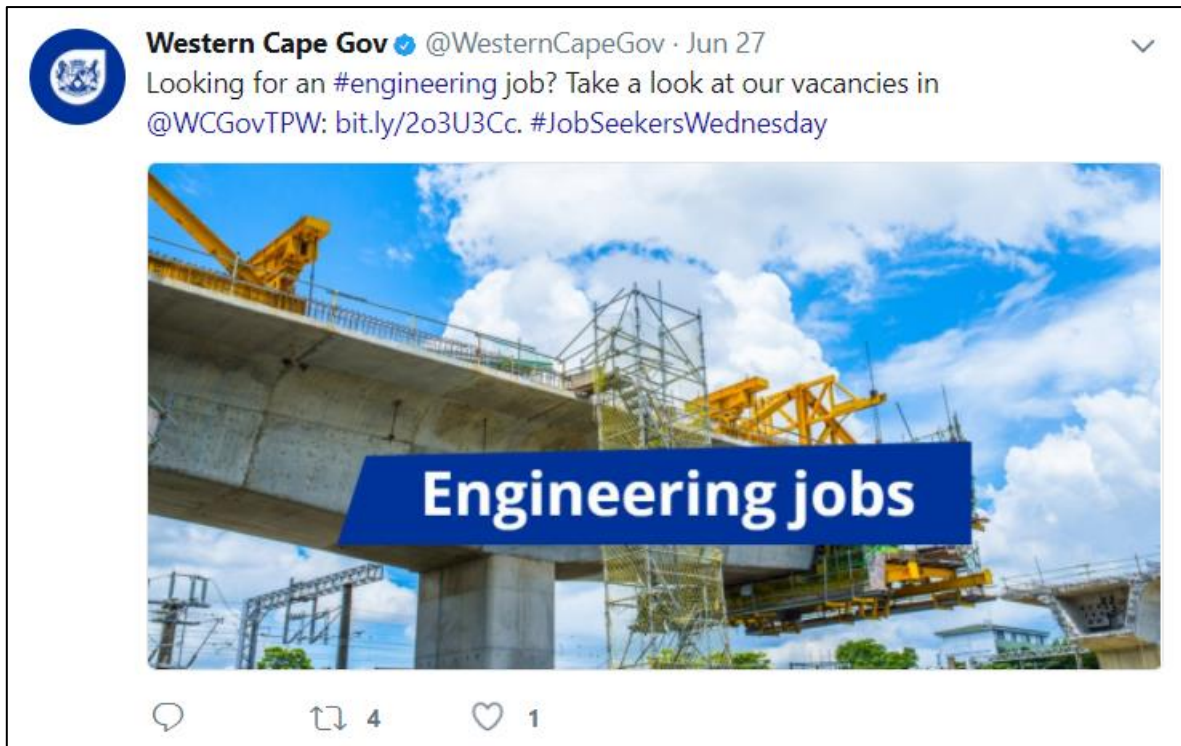 Western Cape Gov @WesternCapeGov · Jun 27
Looking for an #engineering job? Take a look at our vacancies in
@WCGovTPW: bit.ly/2o3U3Cc. #JobSeekersWednesday
Engineering jobs
4 1